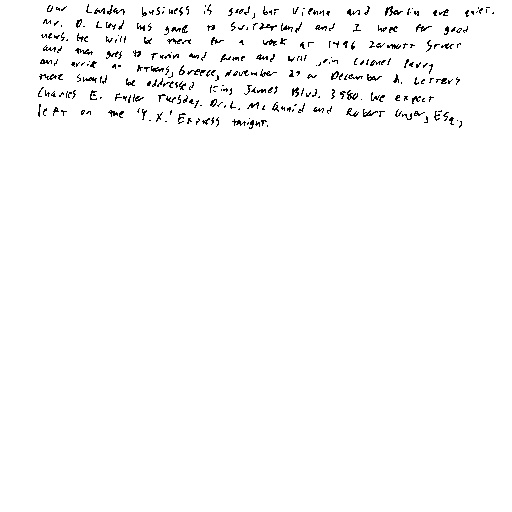 Our London business is good, but Vienna and Berlin are quiet.
Mr. D. Lloyd has gone to Switzerland and I hope for good
news. He will be there for a week at 1496 Zermott Street
and then goes to Turin and Rome and will join Colonel Parry
and arrive at Athens, Greece, November 27 or December 2. Letters
there should be addressed King James Blvd. 3580. We expect
Charles E. Fuller Tuesday. Dr. L. McQuaid and Robert Unger, Esq.,
left on the 'Y.X.' Express tonight.